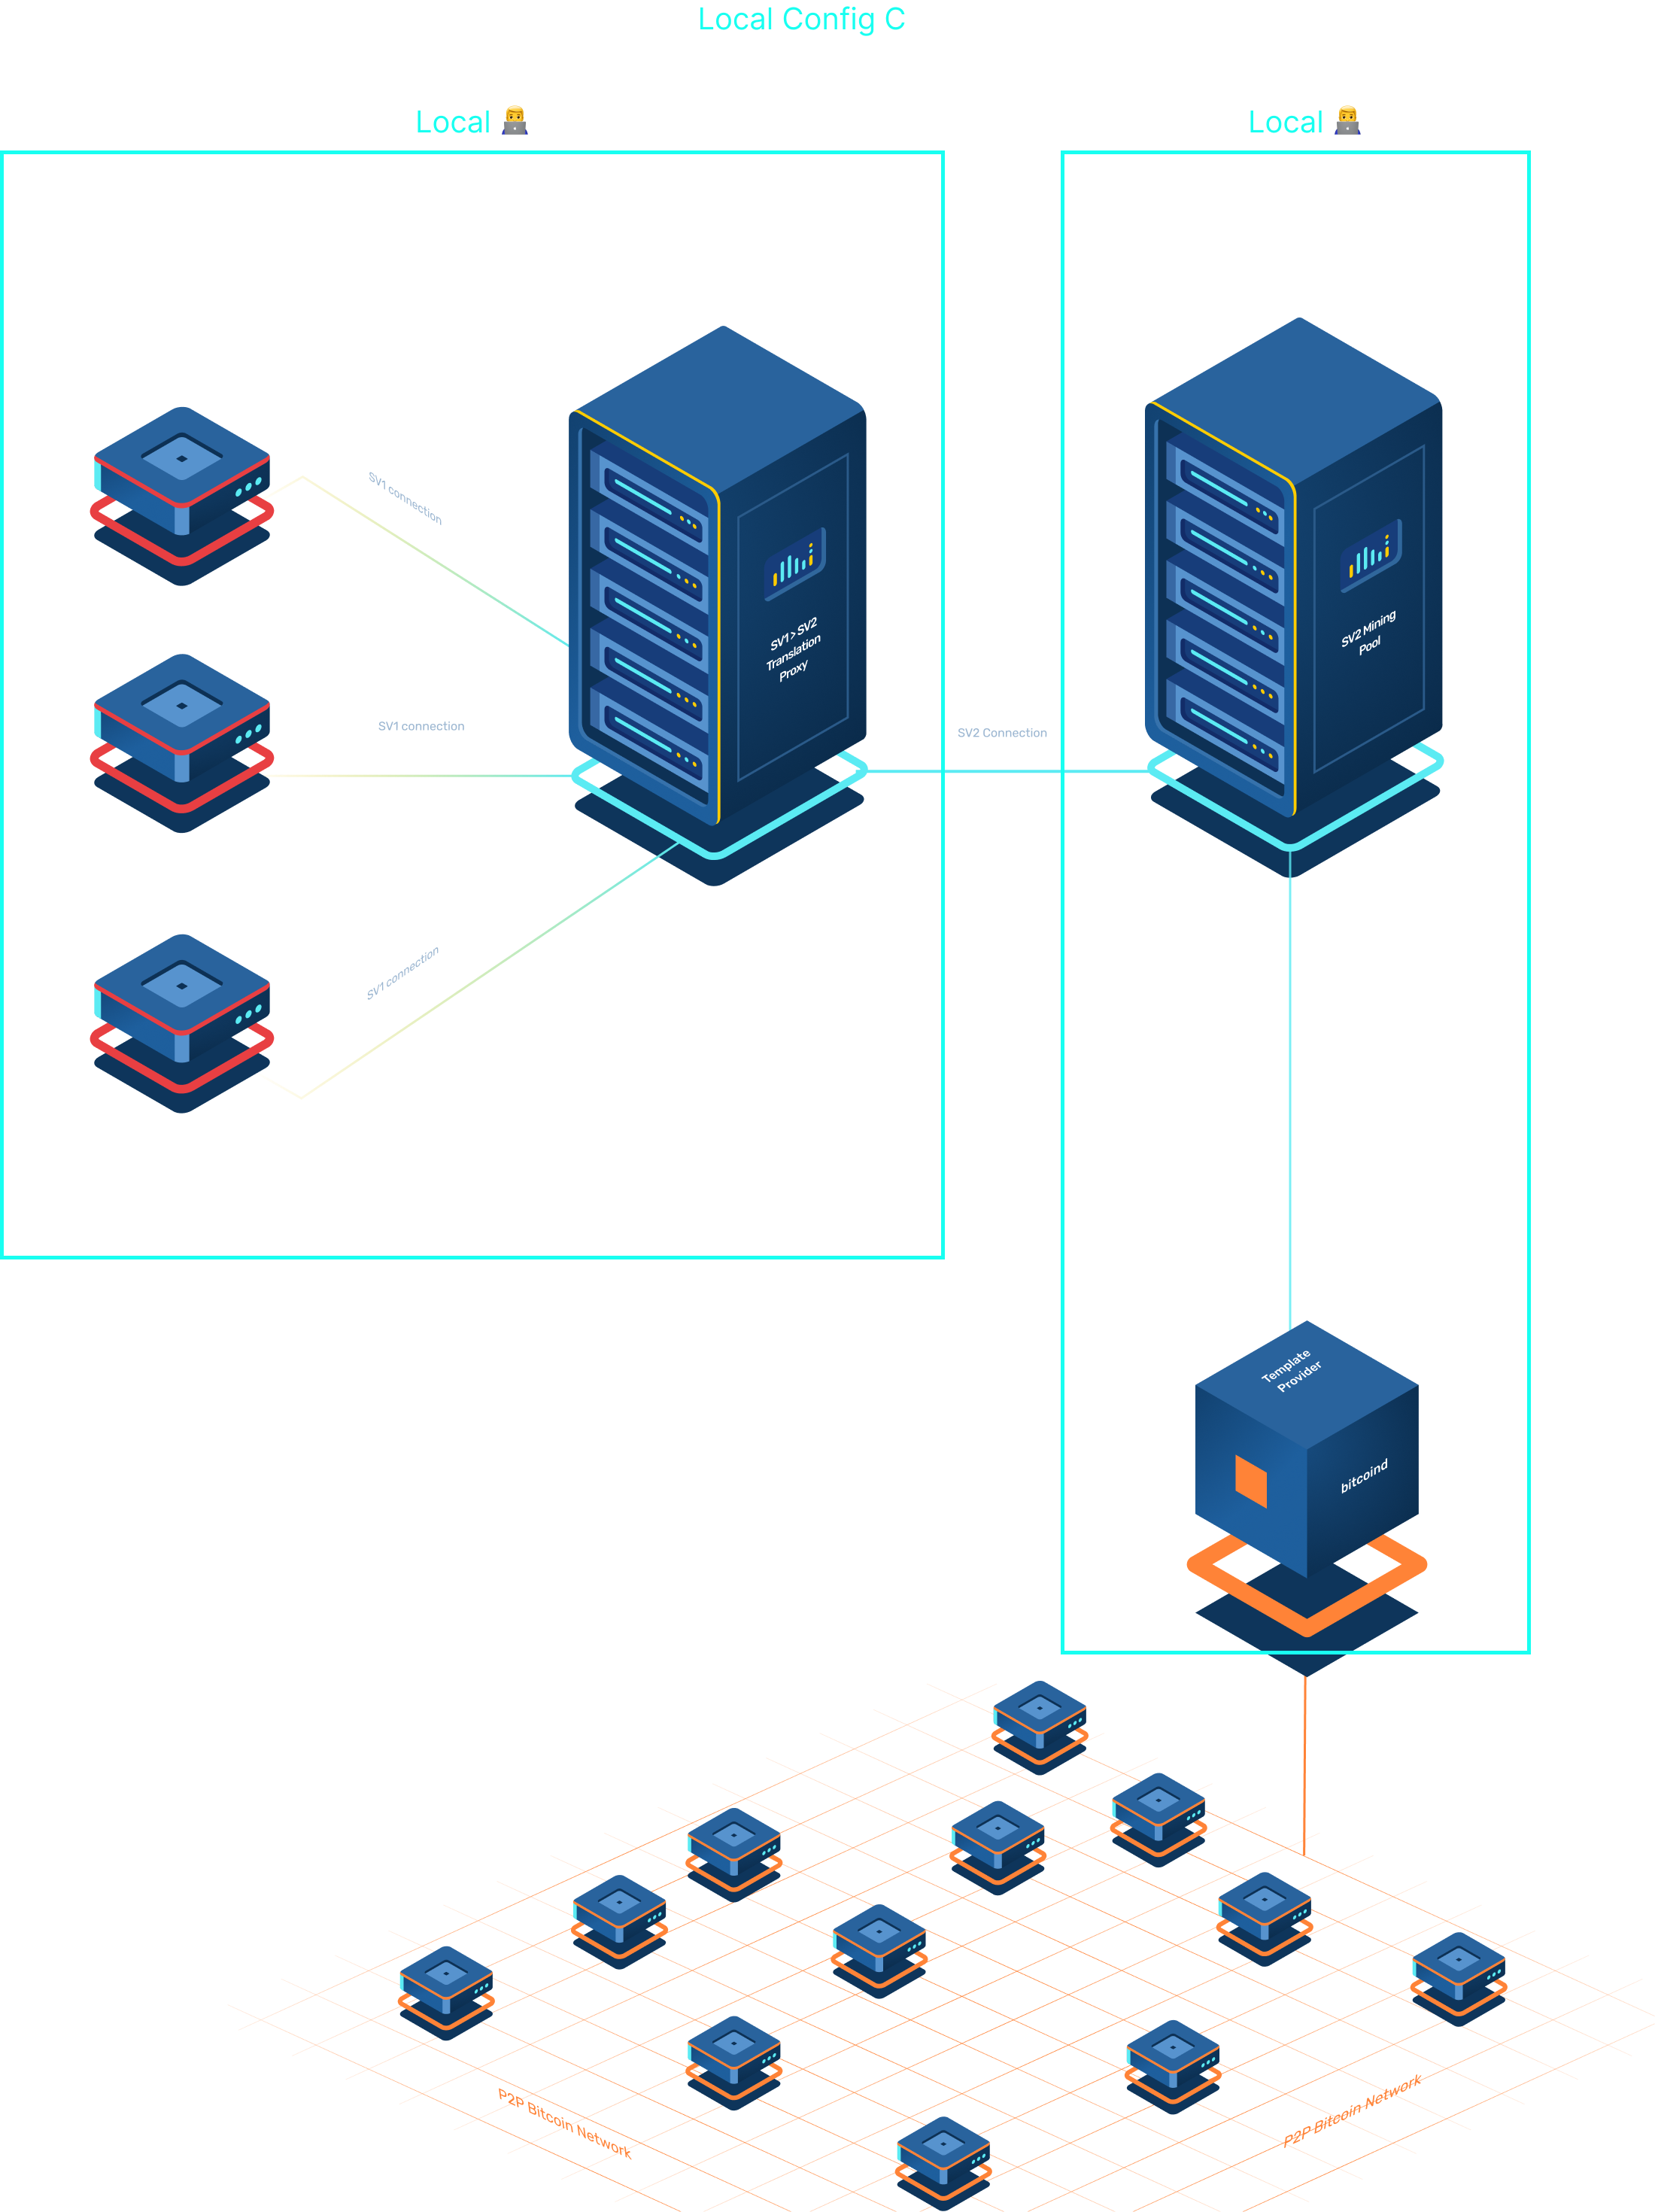 Local Config C
Local 👨‍💻
Local 👨‍💻
SV1 connection
SV1 > SV2
Translation
Proxy
SV2 Mining
Pool
SV1 connection
SV2 Connection
SV1 connection
Template
Provider
bitcoind
P2P Bitcoin Network
P2P Bitcoin Network